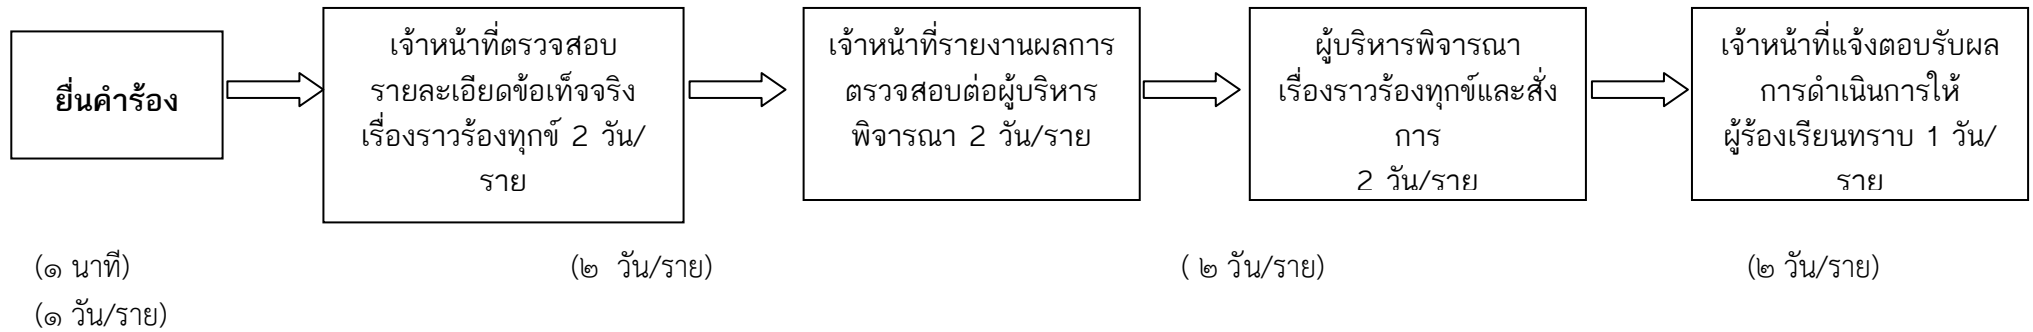 ยื่นคำร้อง
เจ้าหน้าที่ตรวจสอบ
รายละเอียดข้อเท็จจริง
เรื่องราวร้องทุกข์ 2 วัน/
ราย
เจ้าหน้าที่รายงานผลการ
ตรวจสอบต่อผู้บริหาร
พิจารณา 2 วัน/ราย
ผู้บริหารพิจารณา
เรื่องราวร้องทุกข์และสั่ง
การ
2 วัน/ราย
เจ้าหน้าที่แจ้งตอบรับผล
การดำเนินการให้
ผู้ร้องเรียนทราบ 1 วัน/
ราย
(๑ นาที) (๒ วัน/ราย) ( ๒ วัน/ราย) (๒ วัน/ราย)
(๑ วัน/ราย)